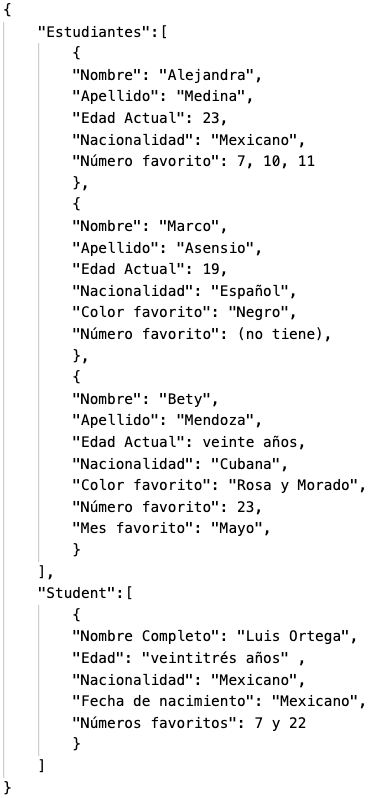 {
"Estudiantes":[
{
"Nombre": "Alejandra",
"Apellido": "Medina",
"Edad Actual": 23,
"Nacionalidad": "Mexicano",
"Número favorito": 7, 10, 11
},
{
"Nombre": "Marco",
"Apellido": "Asensio",
"Edad Actual": 19,
"Nacionalidad": "Español",
"Color favorito": "Negro",
"Número favorito": (no tiene),
},
{
"Nombre": "Bety",
"Apellido": "Mendoza",
"Edad Actual": veinte años,
"Nacionalidad": "Cubana",
"Color favorito": "Rosa y Morado",
"Número favorito": 23,
"Mes favorito": "Mayo",
}
],
"Student":[
{
"Nombre Completo": "Luis Ortega",
"Edad": "veintitrés años" ,
"Nacionalidad": "Mexicano",
"Fecha de nacimiento": "Mexicano",
"Números favoritos": 7 y 22
}
]
}